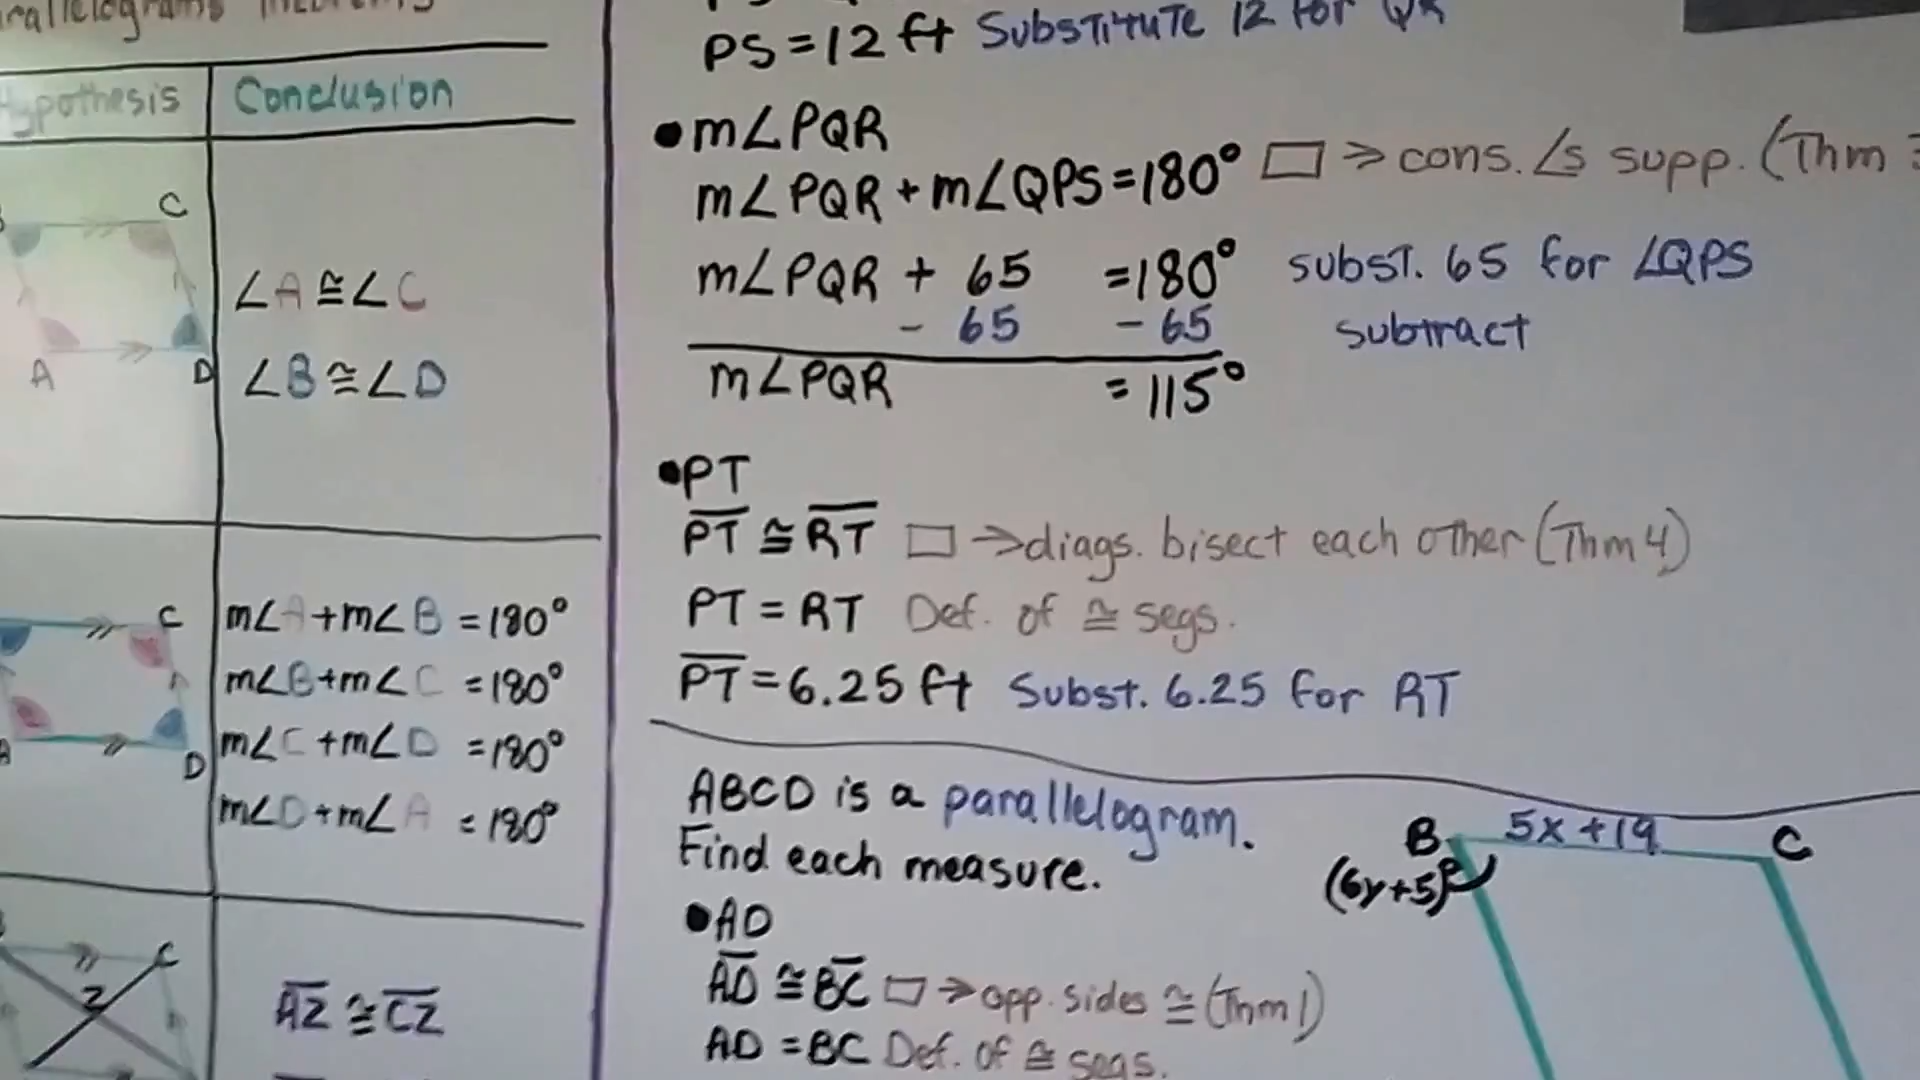 Conclusion
C
∠A ≅ ∠C
∠B ≅ ∠D
A
D
C
m∠A + m∠B = 180°
m∠B + m∠C = 180°
m∠C + m∠D = 180°
m∠D + m∠A = 180°
D
C
Z
AZ ≅ CZ
PS = 12 ft Substitute 12 for QR
• m∠PQR
m∠PQR + m∠QPS = 180° ▱ → cons. ∠s supp. (Thm
m∠PQR + 65 = 180° subst. 65 for ∠QPS
- 65 - 65 subtract
m∠PQR = 115°
• PT
PT ≅ RT ▱ → diags. bisect each other (Thm 4)
PT = RT Def. of ≅ segs.
PT = 6.25 ft Subst. 6.25 for RT
ABCD is a parallelogram.
Find each measure.
B 5x + 19 C
(6y+5)°
• AD
AD ≅ BC ▱ → opp. sides ≅ (Thm 1)
AD = BC Def. of ≅ segs.